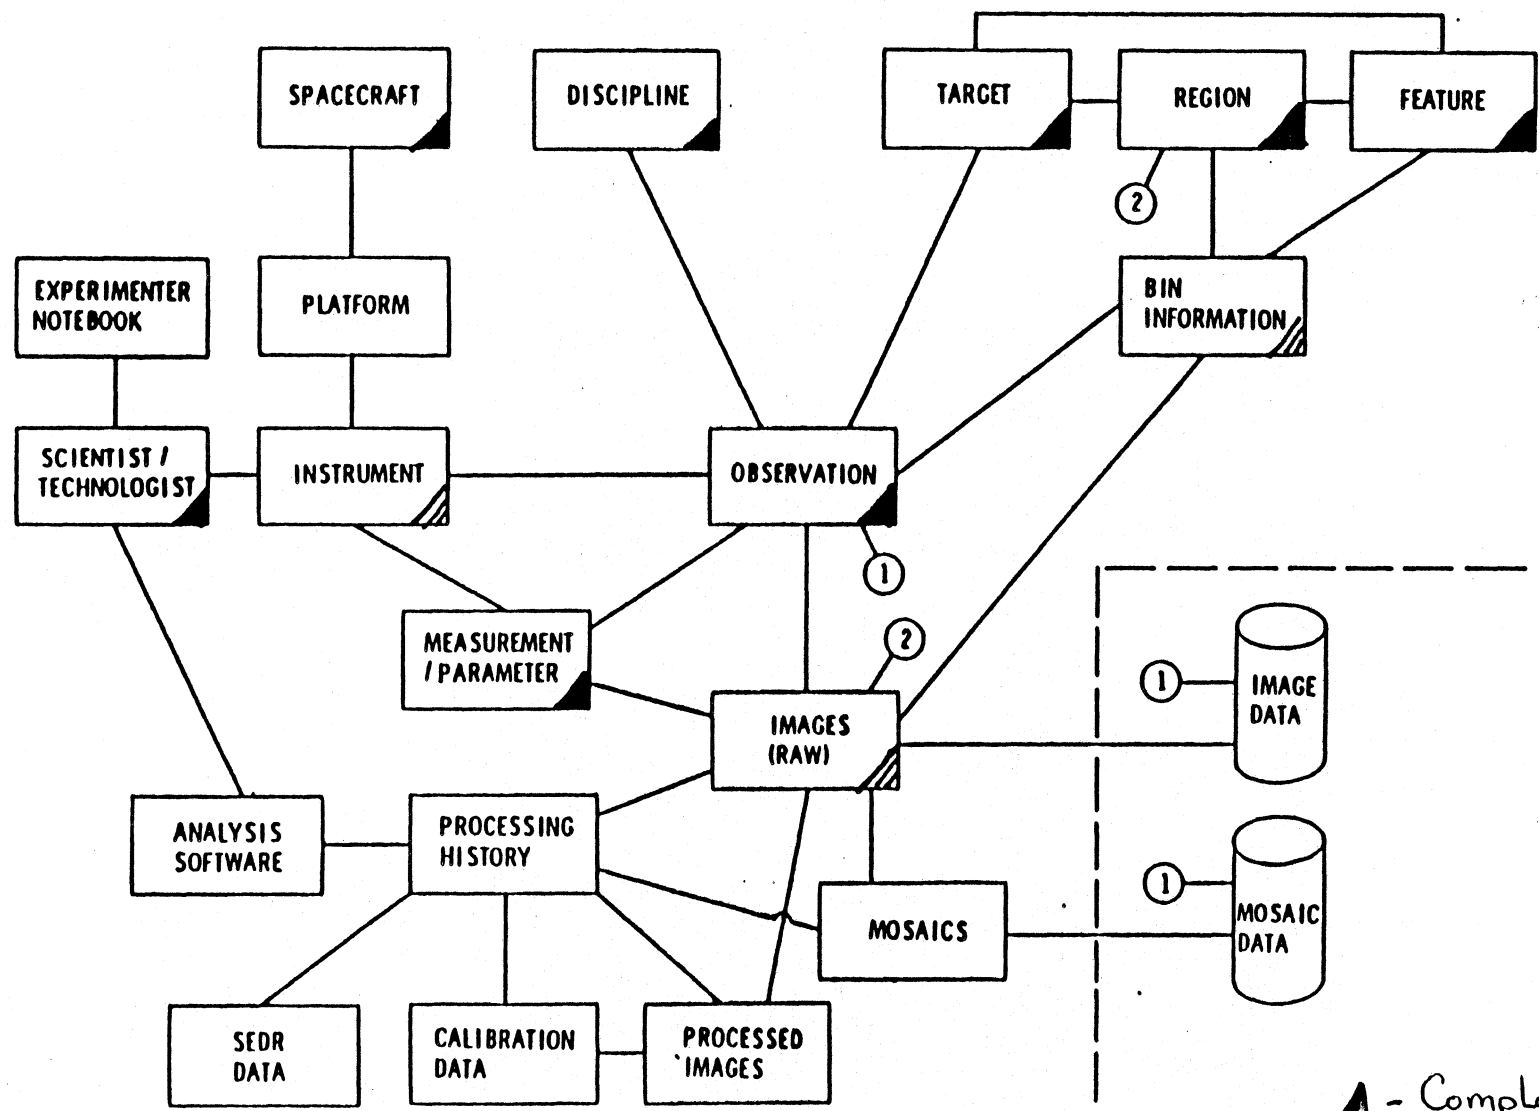 SPACECRAFT
DISCIPLINE
TARGET
REGION
FEATURE
2
EXPERIMENTER
NOTEBOOK
PLATFORM
BIN
INFORMATION
SCIENTIST/
TECHNOLOGIST
INSTRUMENT
OBSERVATION
1
MEASUREMENT
/PARAMETER
2
IMAGES
(RAW)
1
IMAGE
DATA
ANALYSIS
SOFTWARE
PROCESSING
HISTORY
MOSAICS
1
MOSAIC
DATA
SEDR
DATA
CALIBRATION
DATA
PROCESSED
IMAGES
- Compl